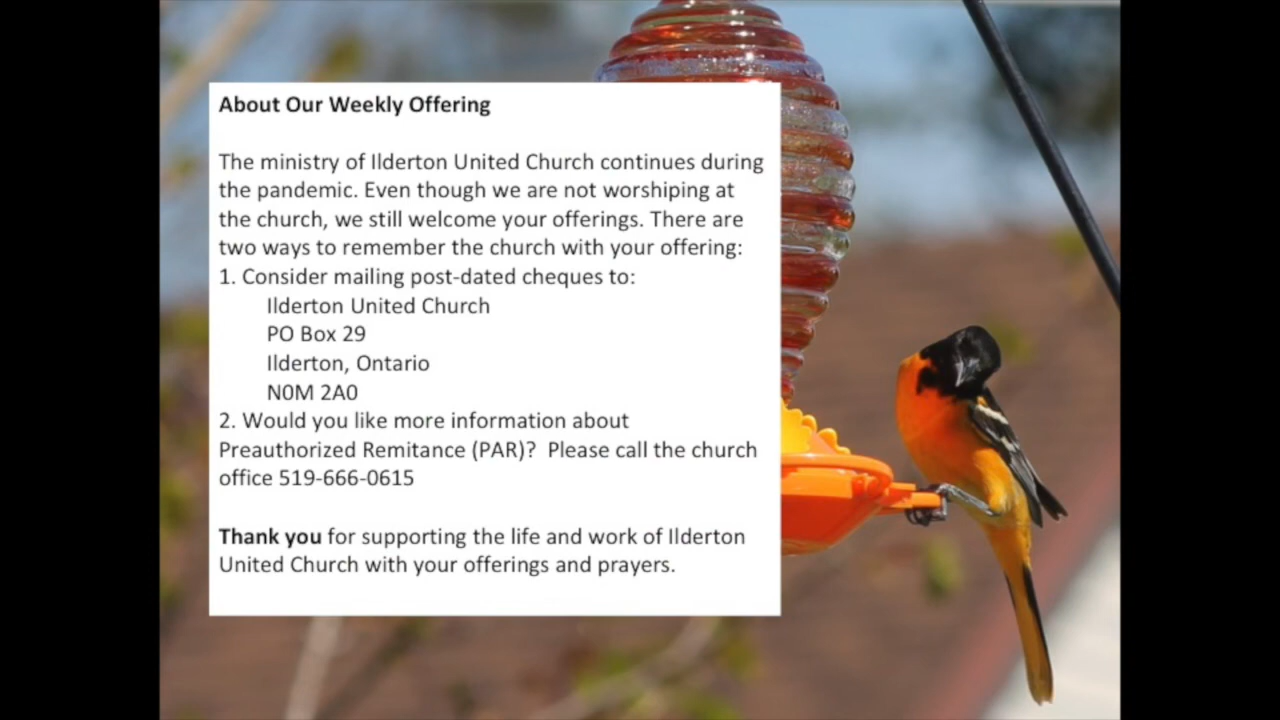 About Our Weekly Offering
The ministry of Ilderton United Church continues during
the pandemic. Even though we are not worshiping at
the church, we still welcome your offerings. There are
two ways to remember the church with your offering:
1. Consider mailing post-dated cheques to:
Ilderton United Church
PO Box 29
Ilderton, Ontario
N0M 2A0
2. Would you like more information about
Preauthorized Remitance (PAR)?  Please call the church
office 519-666-0615
Thank you for supporting the life and work of Ilderton
United Church with your offerings and prayers.